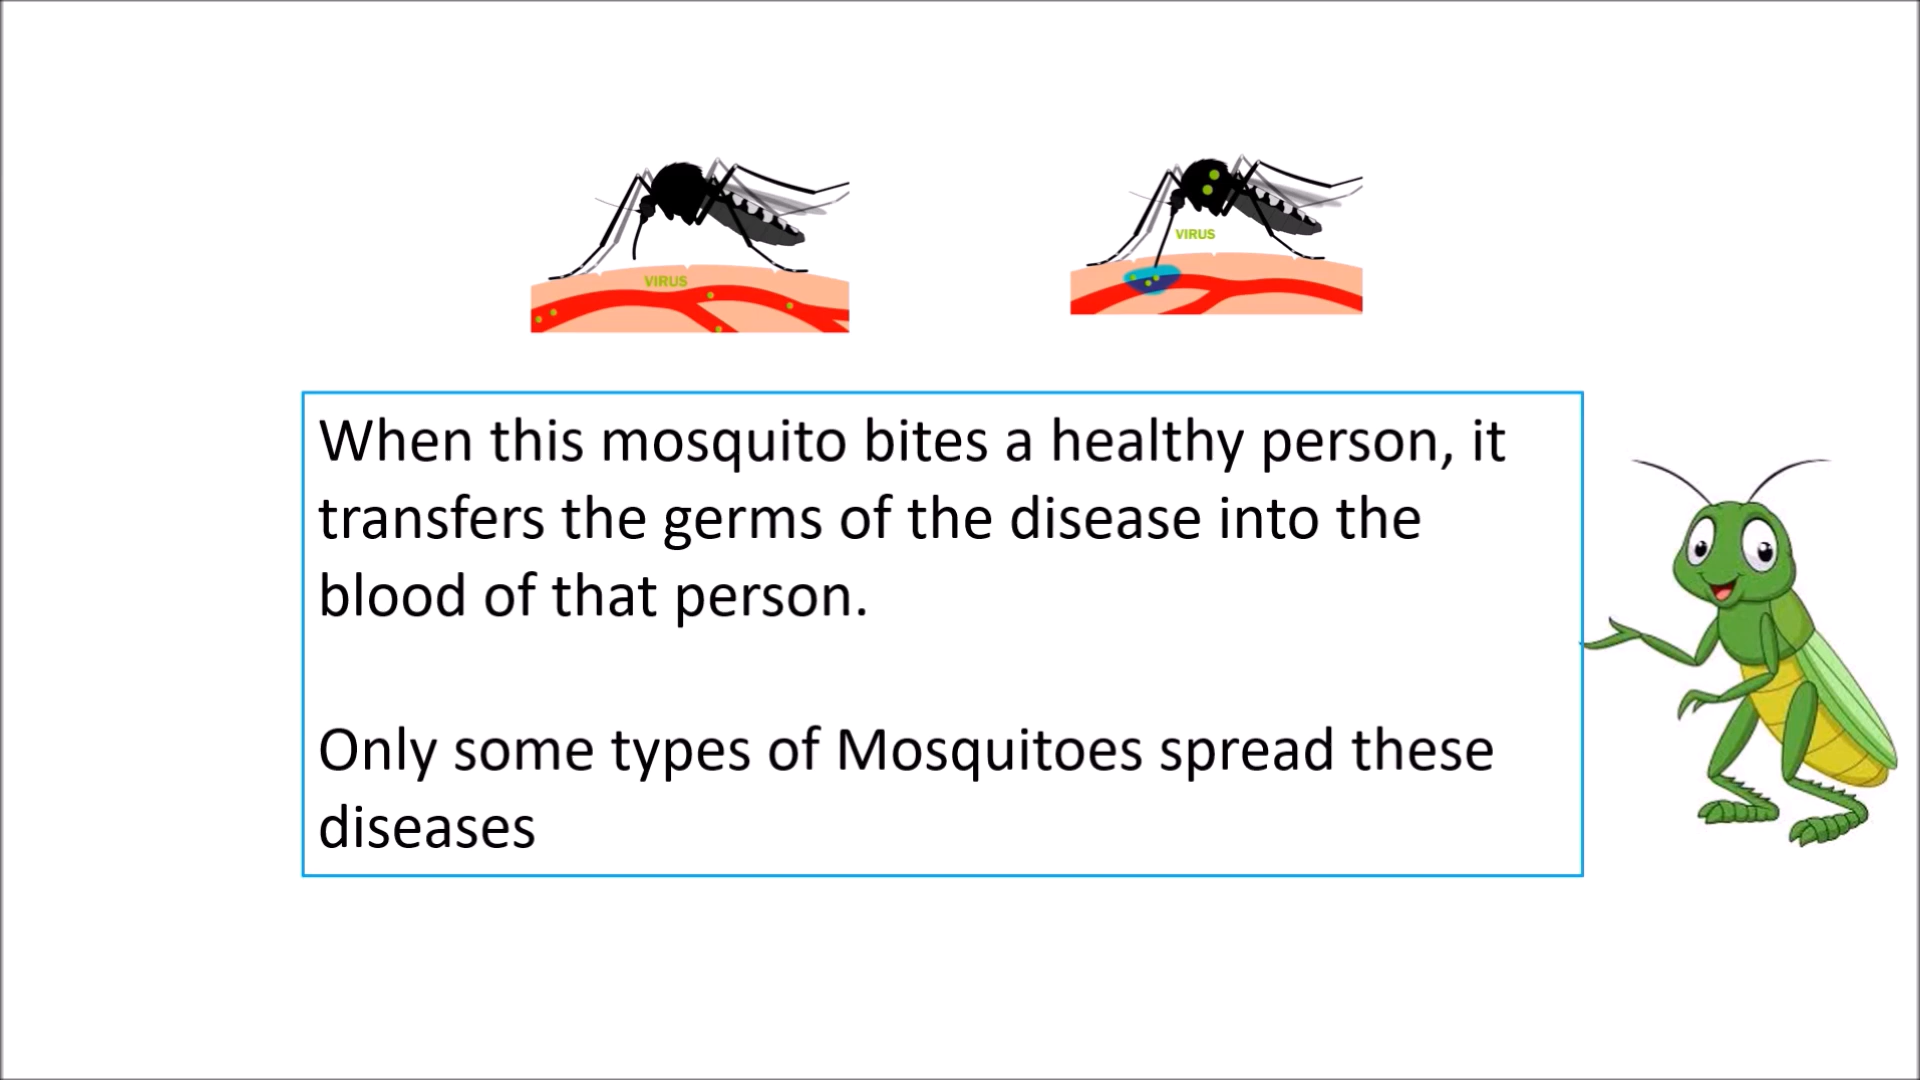 VIRUS
VIRUS
When this mosquito bites a healthy person, it
transfers the germs of the disease into the
blood of that person.
Only some types of Mosquitoes spread these
diseases